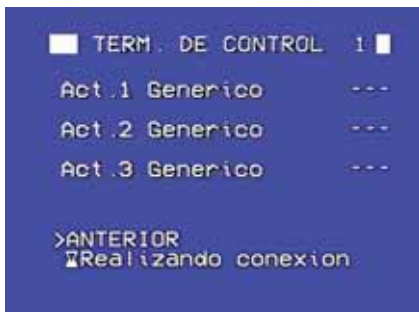 TERM. DE CONTROL 1
Act.1 Generico ---
Act.2 Generico ---
Act.3 Generico ---
>ANTERIOR
Realizando conexion